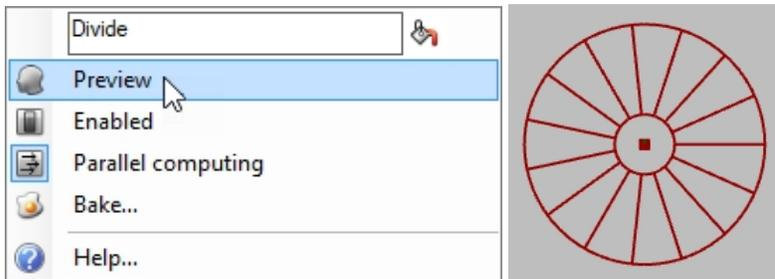 Divide
Preview
Enabled
Parallel computing
Bake...
Help...